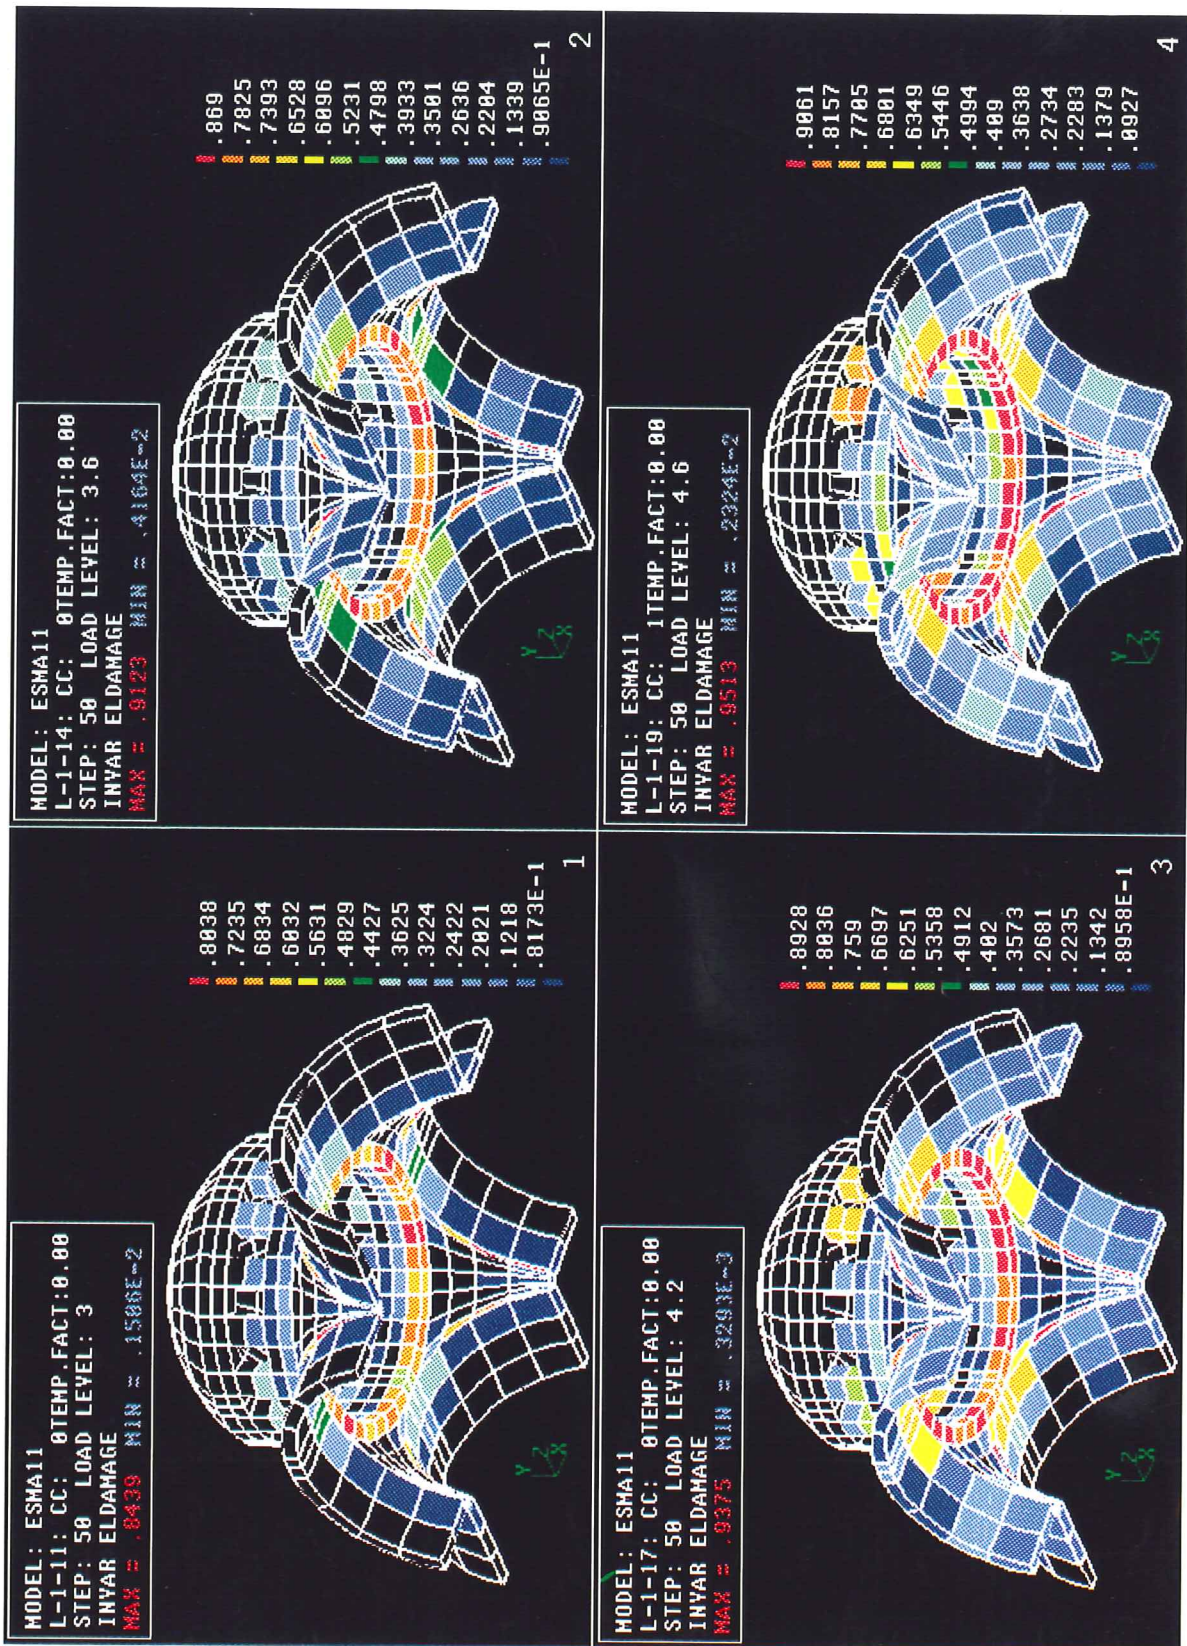 MODEL: ESMA11
L-1-11: CC: 0TEMP.FACT:0.00
STEP: 50 LOAD LEVEL: 3
INVAR ELDAMAGE
MAX = .8439 MIN = .1506E-2
.8038
.7235
.6834
.6032
.5631
.4829
.4427
.3625
.3224
.2422
.2021
.1218
.8173E-1
Y
Z
X
1
MODEL: ESMA11
L-1-14: CC: 0TEMP.FACT:0.00
STEP: 50 LOAD LEVEL: 3.6
INVAR ELDAMAGE
MAX = .9123 MIN = .4164E-2
.869
.7825
.7393
.6528
.6096
.5231
.4798
.3933
.3501
.2636
.2204
.1339
.9065E-1
Y
Z
X
2
MODEL: ESMA11
L-1-17: CC: 0TEMP.FACT:0.00
STEP: 50 LOAD LEVEL: 4.2
INVAR ELDAMAGE
MAX = .9375 MIN = .3293E-3
.8928
.8036
.759
.6697
.6251
.5358
.4912
.402
.3573
.2681
.2235
.1342
.8958E-1
Y
Z
X
3
MODEL: ESMA11
L-1-19: CC: 1TEMP.FACT:0.00
STEP: 50 LOAD LEVEL: 4.6
INVAR ELDAMAGE
MAX = .9513 MIN = .2324E-2
.9061
.8157
.7705
.6801
.6349
.5446
.4994
.409
.3638
.2734
.2283
.1379
.0927
Y
Z
X
4